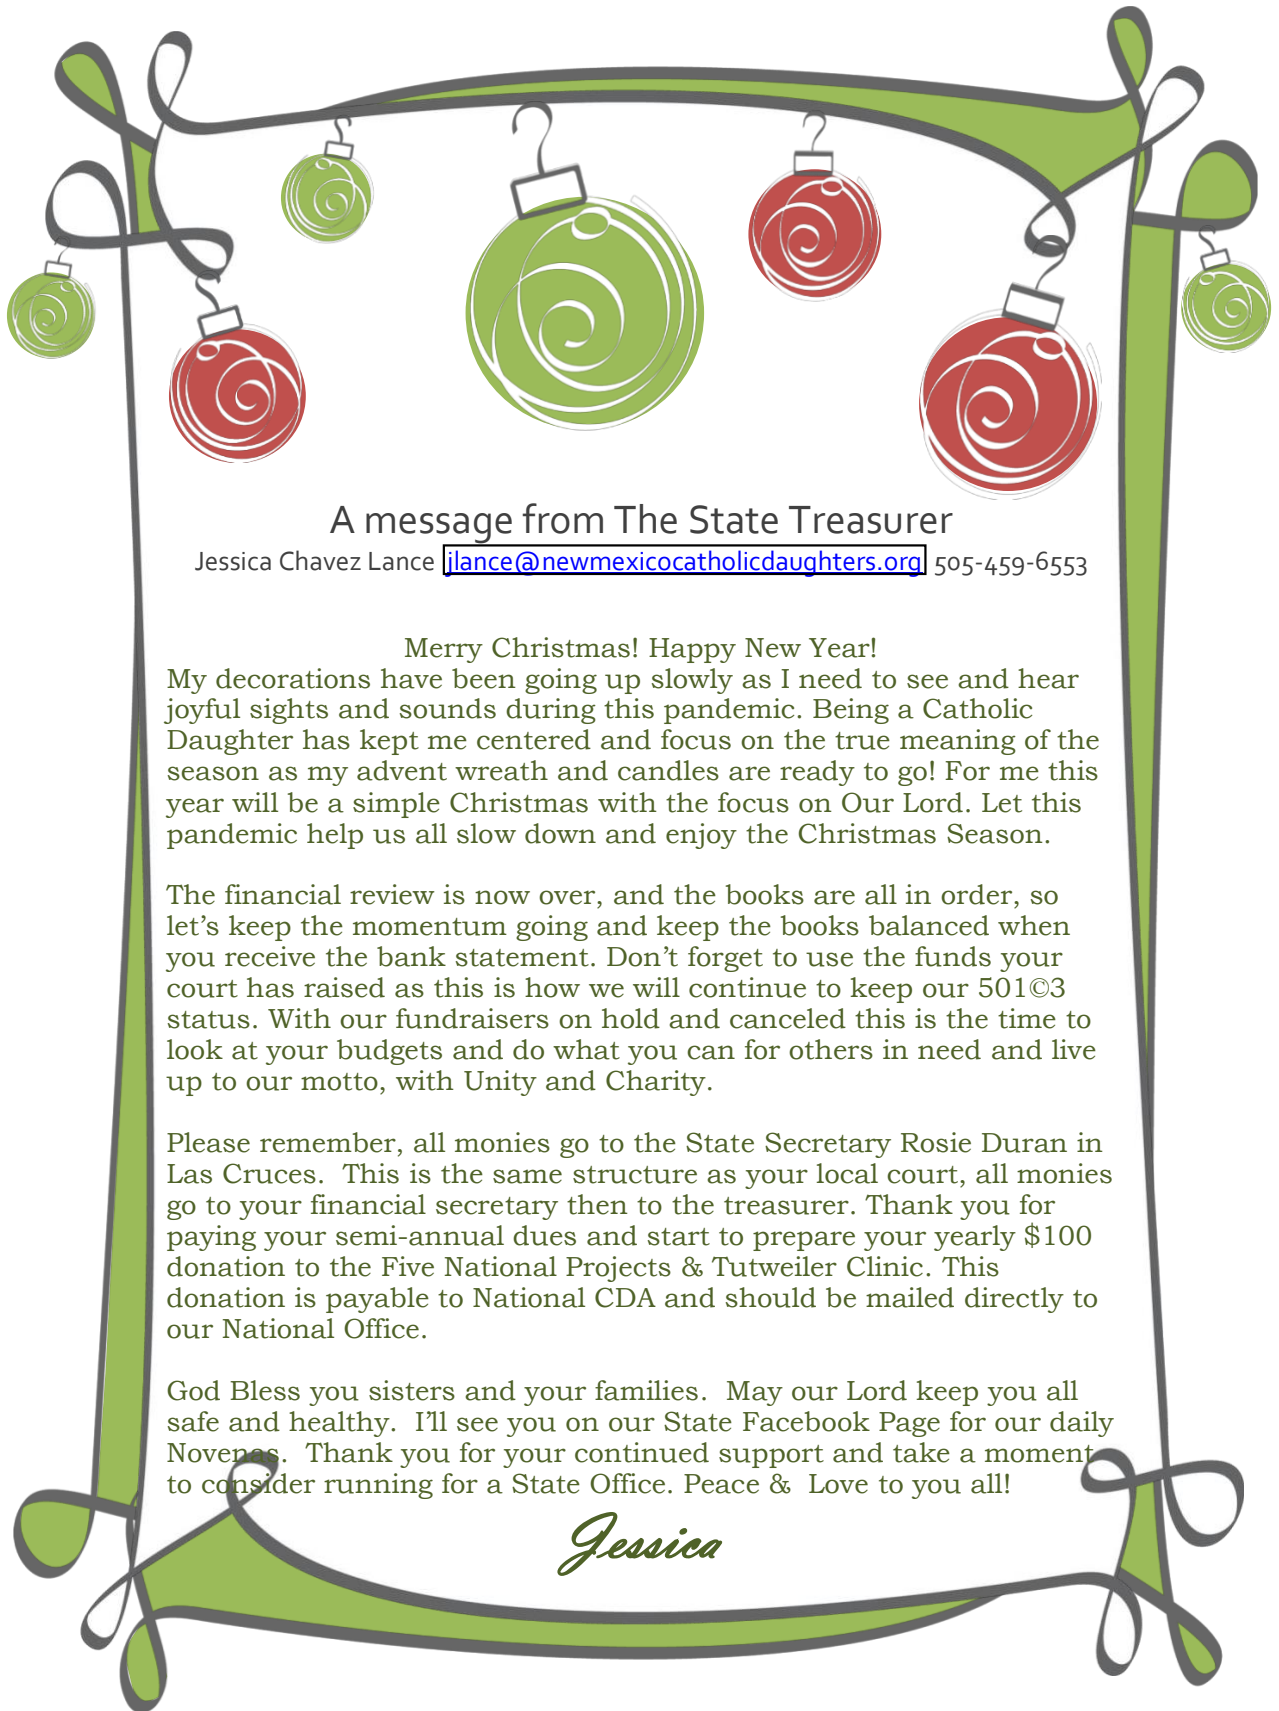 A message from The State Treasurer
Jessica Chavez Lance jlance@newmexicocatholicdaughters.org 505-459-6553
Merry Christmas! Happy New Year!
My decorations have been going up slowly as I need to see and hear
joyful sights and sounds during this pandemic. Being a Catholic
Daughter has kept me centered and focus on the true meaning of the
season as my advent wreath and candles are ready to go! For me this
year will be a simple Christmas with the focus on Our Lord. Let this
pandemic help us all slow down and enjoy the Christmas Season.
The financial review is now over, and the books are all in order, so
let’s keep the momentum going and keep the books balanced when
you receive the bank statement. Don’t forget to use the funds your
court has raised as this is how we will continue to keep our 501©3
status. With our fundraisers on hold and canceled this is the time to
look at your budgets and do what you can for others in need and live
up to our motto, with Unity and Charity.
Please remember, all monies go to the State Secretary Rosie Duran in
Las Cruces.  This is the same structure as your local court, all monies
go to your financial secretary then to the treasurer. Thank you for
paying your semi-annual dues and start to prepare your yearly $100
donation to the Five National Projects & Tutweiler Clinic. This
donation is payable to National CDA and should be mailed directly to
our National Office.
God Bless you sisters and your families.  May our Lord keep you all
safe and healthy.  I’ll see you on our State Facebook Page for our daily
Novenas.  Thank you for your continued support and take a moment
to consider running for a State Office. Peace &  Love to you all!
Jessica